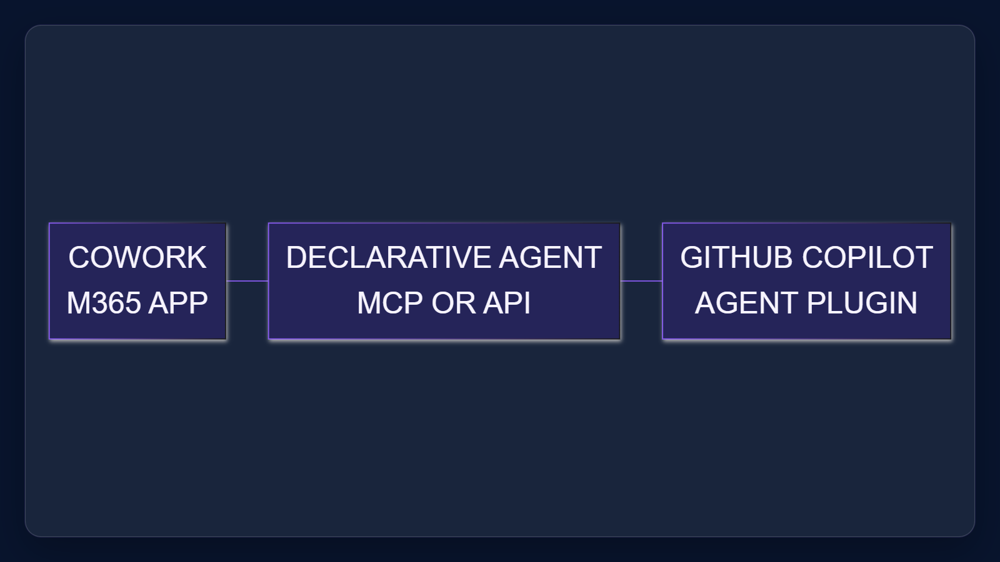 COWORK
M365 APP
DECLARATIVE AGENT
MCP OR API
GITHUB COPILOT
AGENT PLUGIN